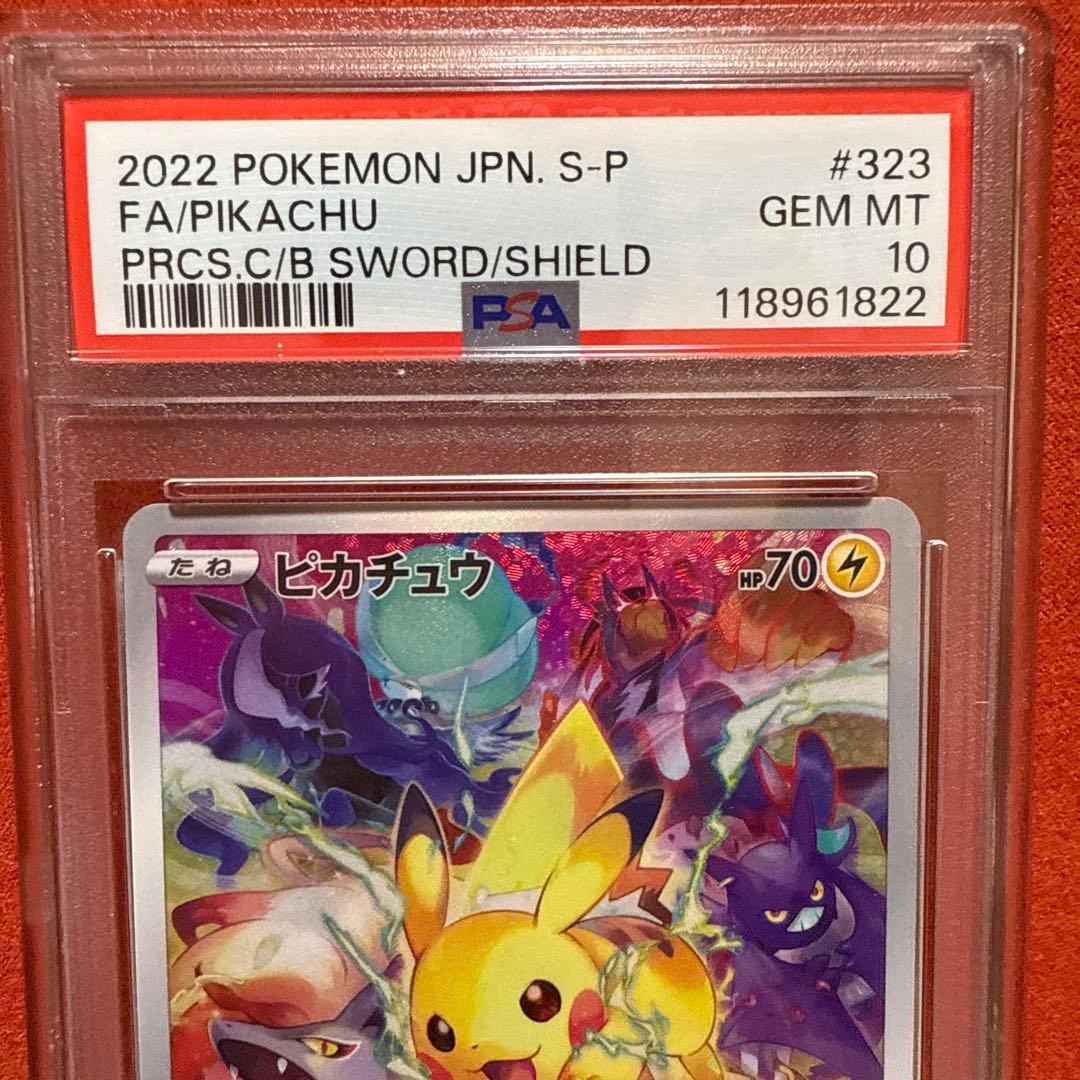 2022 POKEMON JPN. S-P #323
FA/PIKACHU GEM MT
PRCS.C/B SWORD/SHIELD 10
PSA 118961822
たね ピカチュウ HP70